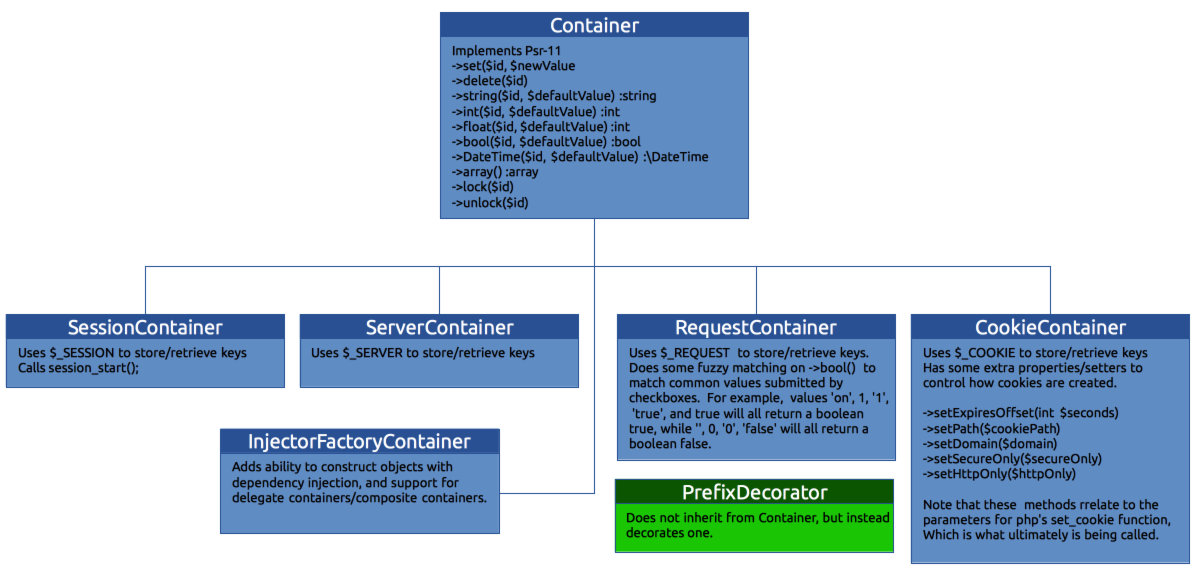 Container
Implements Psr-11
->set($id, $newValue
->delete($id)
->string($id, $defaultValue) :string
->int($id, $defaultValue) :int
->float($id, $defaultValue) :int
->bool($id, $defaultValue) :bool
->DateTime($id, $defaultValue) :\DateTime
->array() :array
->lock($id)
->unlock($id)
SessionContainer
Uses $_SESSION to store/retrieve keys
Calls session_start();
ServerContainer
Uses $_SERVER to store/retrieve keys
RequestContainer
Uses $_REQUEST  to store/retrieve keys.
Does some fuzzy matching on ->bool()  to
match common values submitted by
checkboxes.  For example,  values 'on', 1, '1',
'true', and true will all return a boolean
true, while '', 0, '0', 'false' will all return a
boolean false.
CookieContainer
Uses $_COOKIE to store/retrieve keys
Has some extra properties/setters to
control how cookies are created.
->setExpiresOffset(int  $seconds)
->setPath($cookiePath)
->setDomain($domain)
->setSecureOnly($secureOnly)
->setHttpOnly($httpOnly)
Note that these  methods rrelate to the
parameters for php's set_cookie function,
Which is what ultimately is being called.
InjectorFactoryContainer
Adds ability to construct objects with
dependency injection, and support for
delegate containers/composite containers.
PrefixDecorator
Does not inherit from Container, but instead
decorates one.